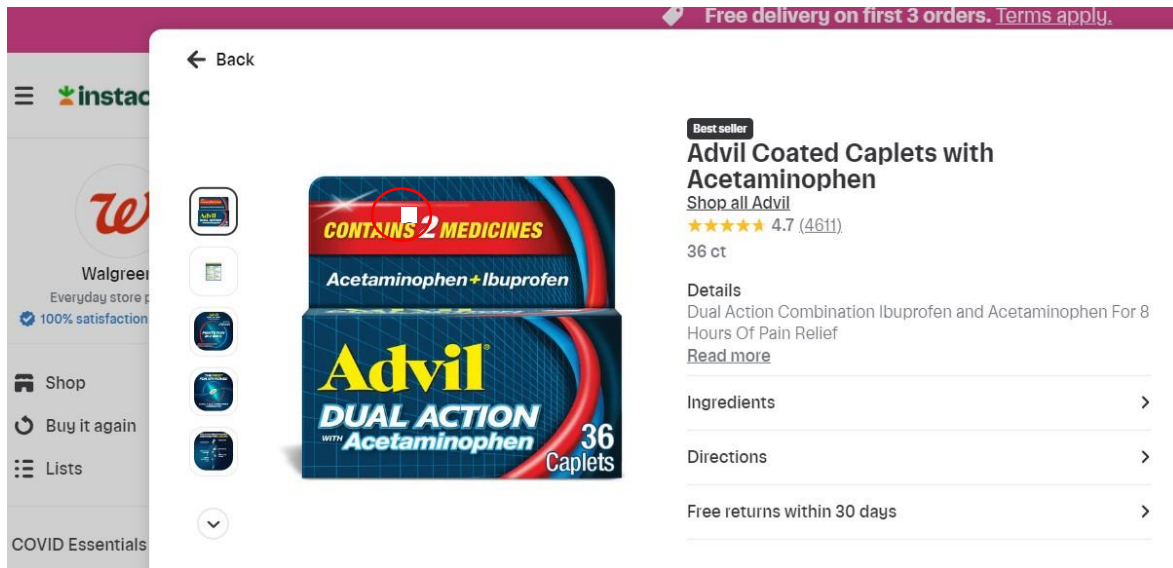 Free delivery on first 3 orders. Terms apply.
Back
instac
Walgreer
Everyday store p
100% satisfaction
Shop
Buy it again
Lists
COVID Essentials
CONTAINS 2 MEDICINES
Acetaminophen+Ibuprofen
Advil®
DUAL ACTION
WITH Acetaminophen
36
Caplets
Best seller
Advil Coated Caplets with
Acetaminophen
Shop all Advil
4.7 (4611)
36 ct
Details
Dual Action Combination Ibuprofen and Acetaminophen For 8
Hours Of Pain Relief
Read more
Ingredients
Directions
Free returns within 30 days